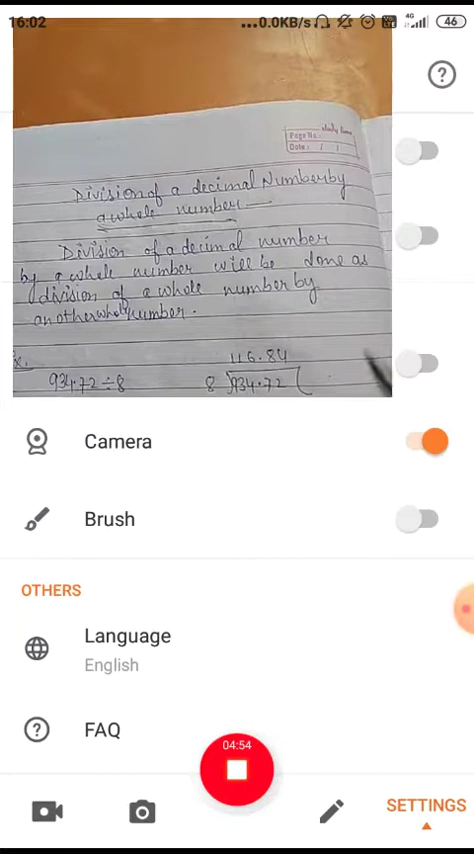 16:02
...0.0KB/s
4G
46
Page No.
Date: / /
Division of a decimal Number by
a whole number
Division of a decimal number
by a whole number will be done as
division of a whole number by
another whole number.
934.72 ÷ 8
116.84
8 934.72
Camera
Brush
OTHERS
Language
English
FAQ
04:54
SETTINGS